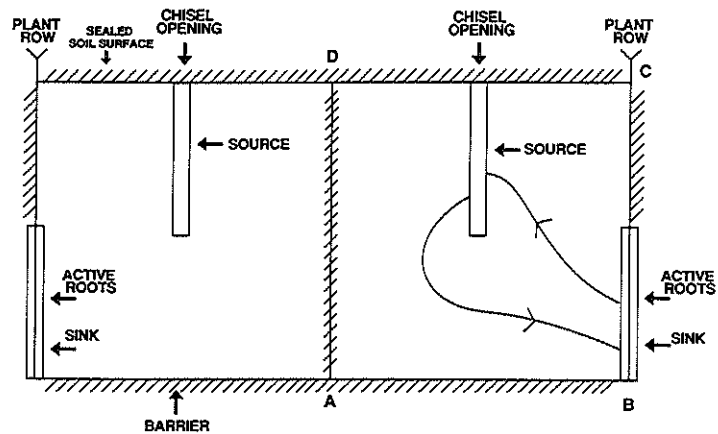 PLANT
ROW
SEALED
SOIL SURFACE
CHISEL
OPENING
D
CHISEL
OPENING
PLANT
ROW
C
SOURCE
SOURCE
ACTIVE
ROOTS
SINK
ACTIVE
ROOTS
SINK
BARRIER
A
B